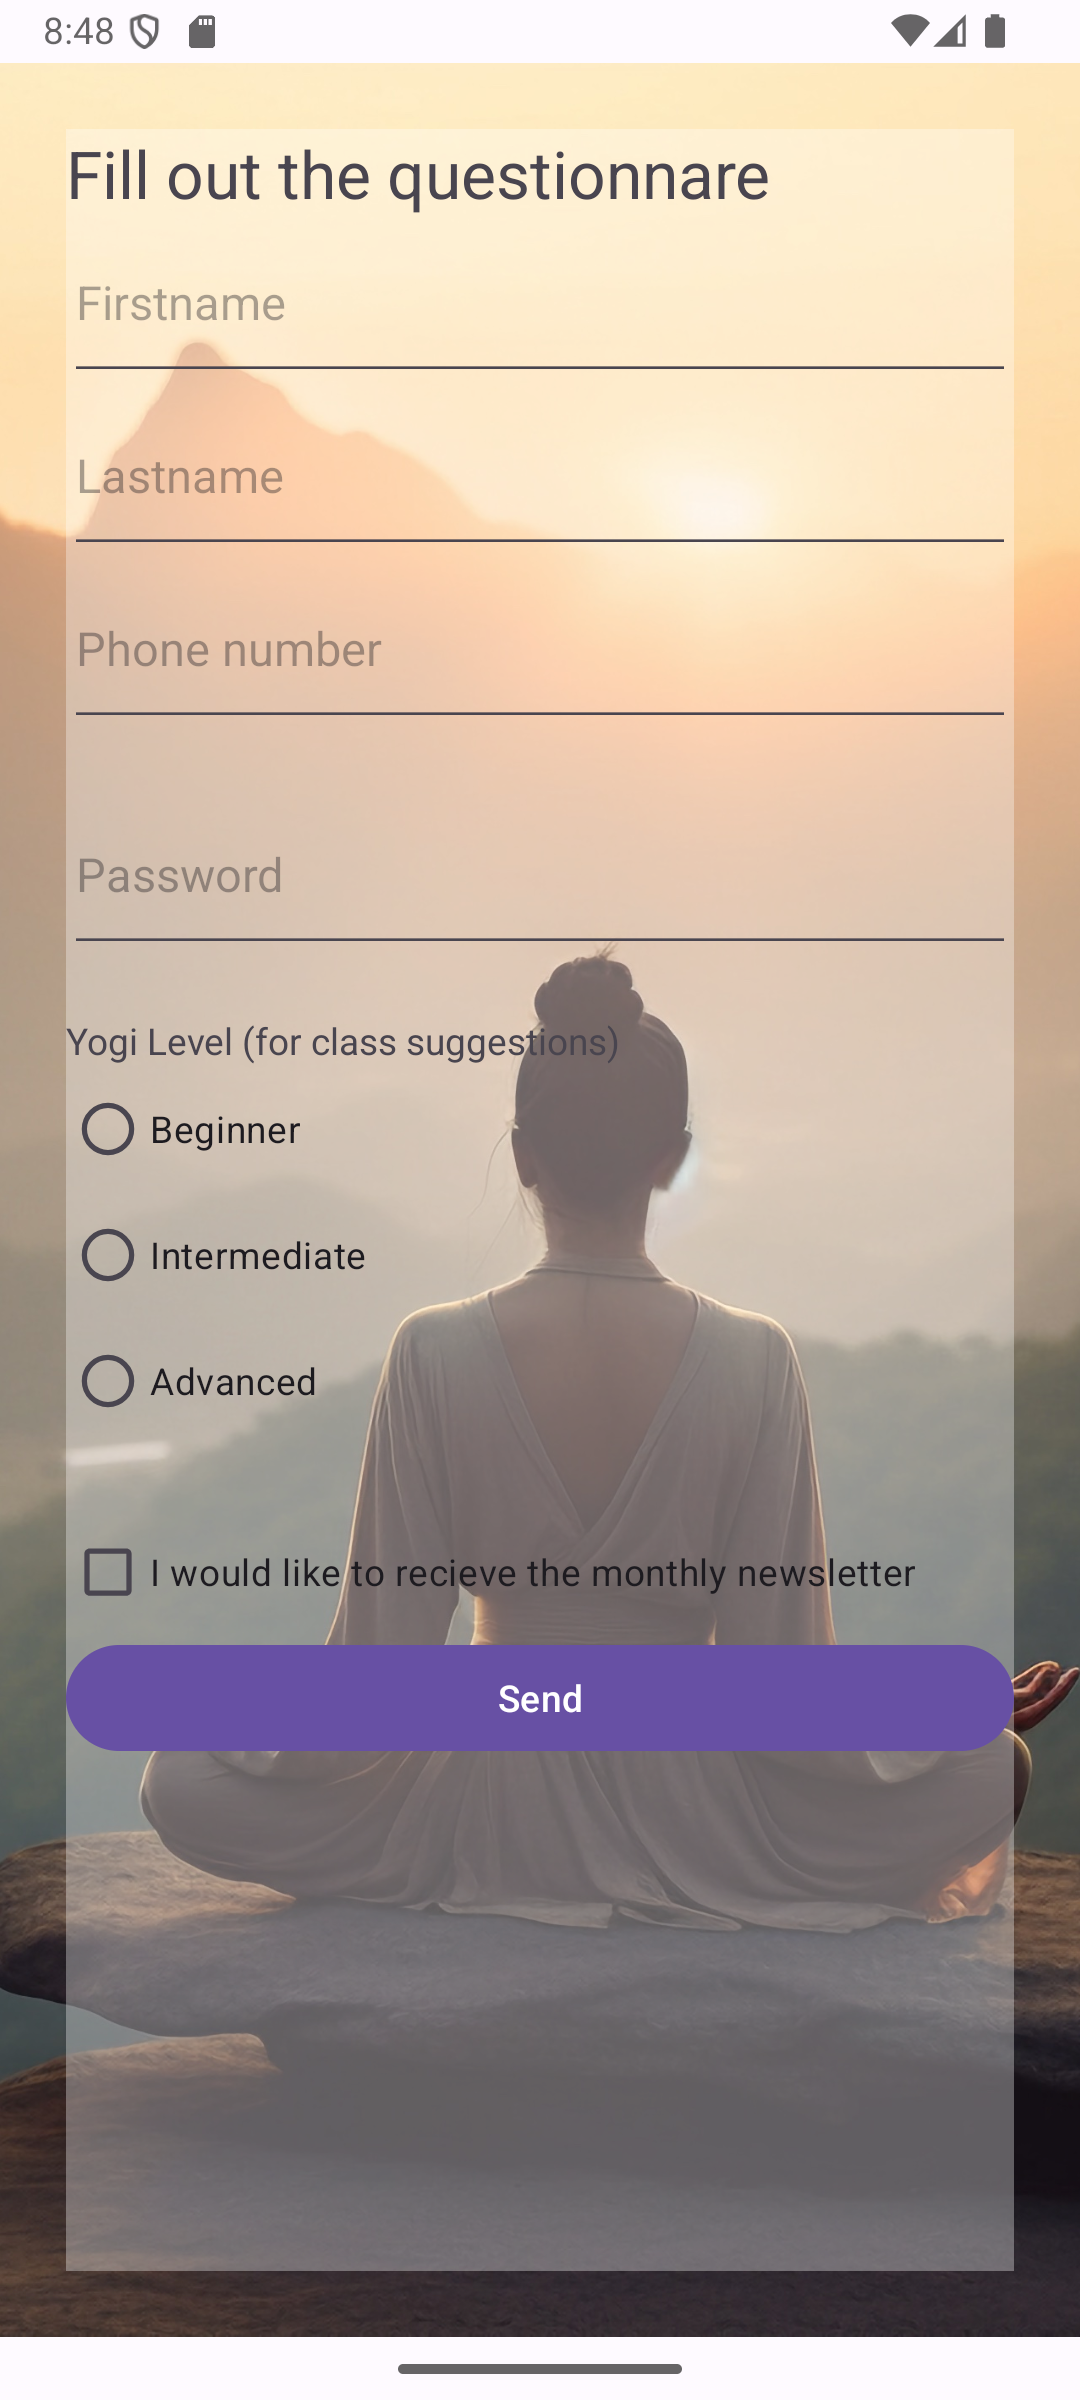 8:48
Fill out the questionnare
Firstname
Lastname
Phone number
Password
Yogi Level (for class suggestions)
Beginner
Intermediate
Advanced
I would like to recieve the monthly newsletter
Send